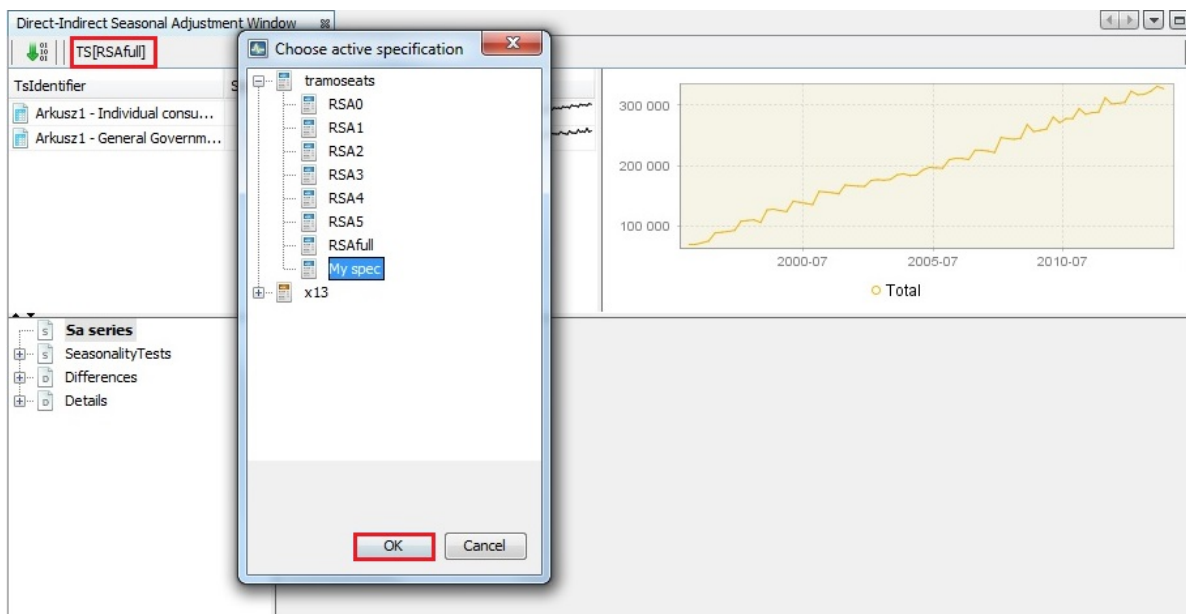 Direct-Indirect Seasonal Adjustment Window
TS[RSAfull]
TsIdentifier
S
Arkusz1 - Individual consu...
Arkusz1 - General Governm...
Choose active specification
tramoseats
RSA0
RSA1
RSA2
RSA3
RSA4
RSA5
RSAfull
My spec
x13
OK
Cancel
300 000
200 000
100 000
2000-07
2005-07
2010-07
Total
Sa series
SeasonalityTests
Differences
Details